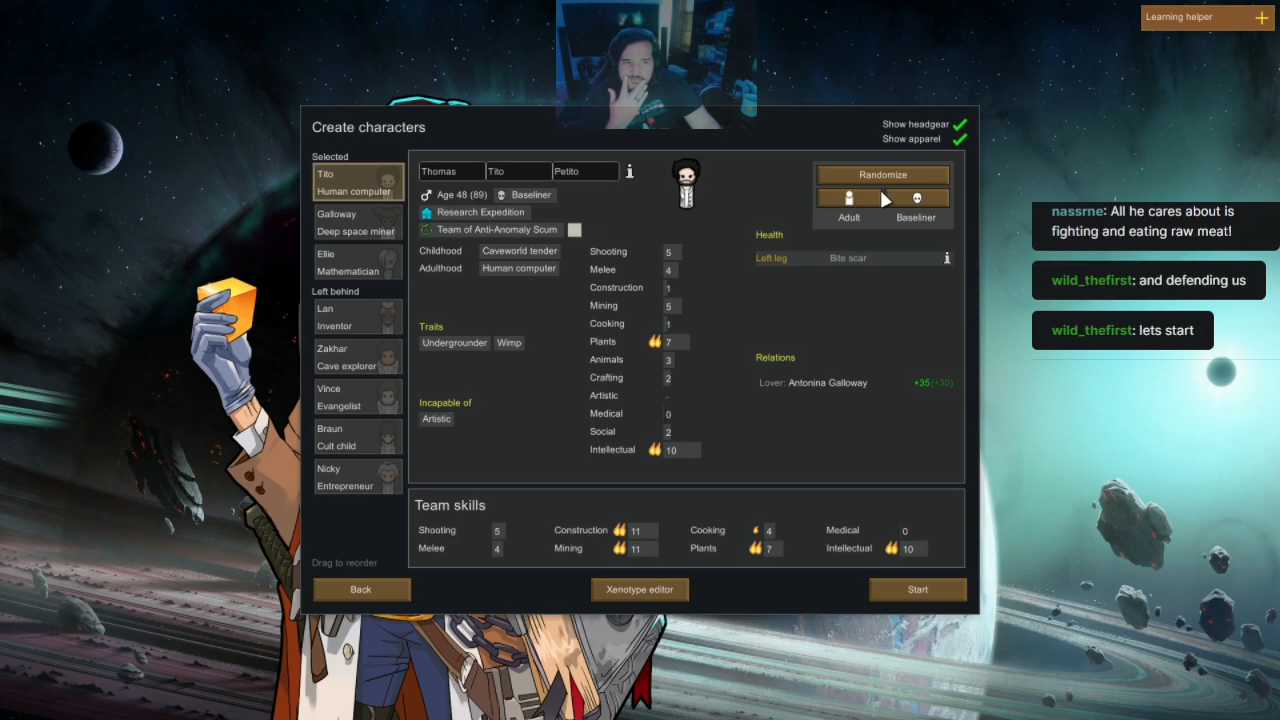 Learning helper
Create characters
Show headgear
Show apparel
Selected
Tito
Human computer
Galloway
Deep space miner
Ellie
Mathematician
Left behind
Lan
Inventor
Zakhar
Cave explorer
Vince
Evangelist
Braun
Cult child
Nicky
Entrepreneur
Drag to reorder
Thomas
Tito
Petito
Age 48 (89)
Baseliner
Research Expedition
Team of Anti-Anomaly Scum
Childhood
Caveworld tender
Adulthood
Human computer
Traits
Undergrounder
Wimp
Incapable of
Artistic
Shooting 5
Melee 4
Construction 1
Mining 5
Cooking 1
Plants 7
Animals 3
Crafting 2
Artistic -
Medical 0
Social 2
Intellectual 10
Randomize
Adult
Baseliner
Health
Left leg
Bite scar
Relations
Lover: Antonina Galloway +35(+30)
Team skills
Shooting 5
Construction 11
Cooking 4
Medical 0
Melee 4
Mining 11
Plants 7
Intellectual 10
Back
Xenotype editor
Start
nassrne: All he cares about is
fighting and eating raw meat!
wild_thefirst: and defending us
wild_thefirst: lets start